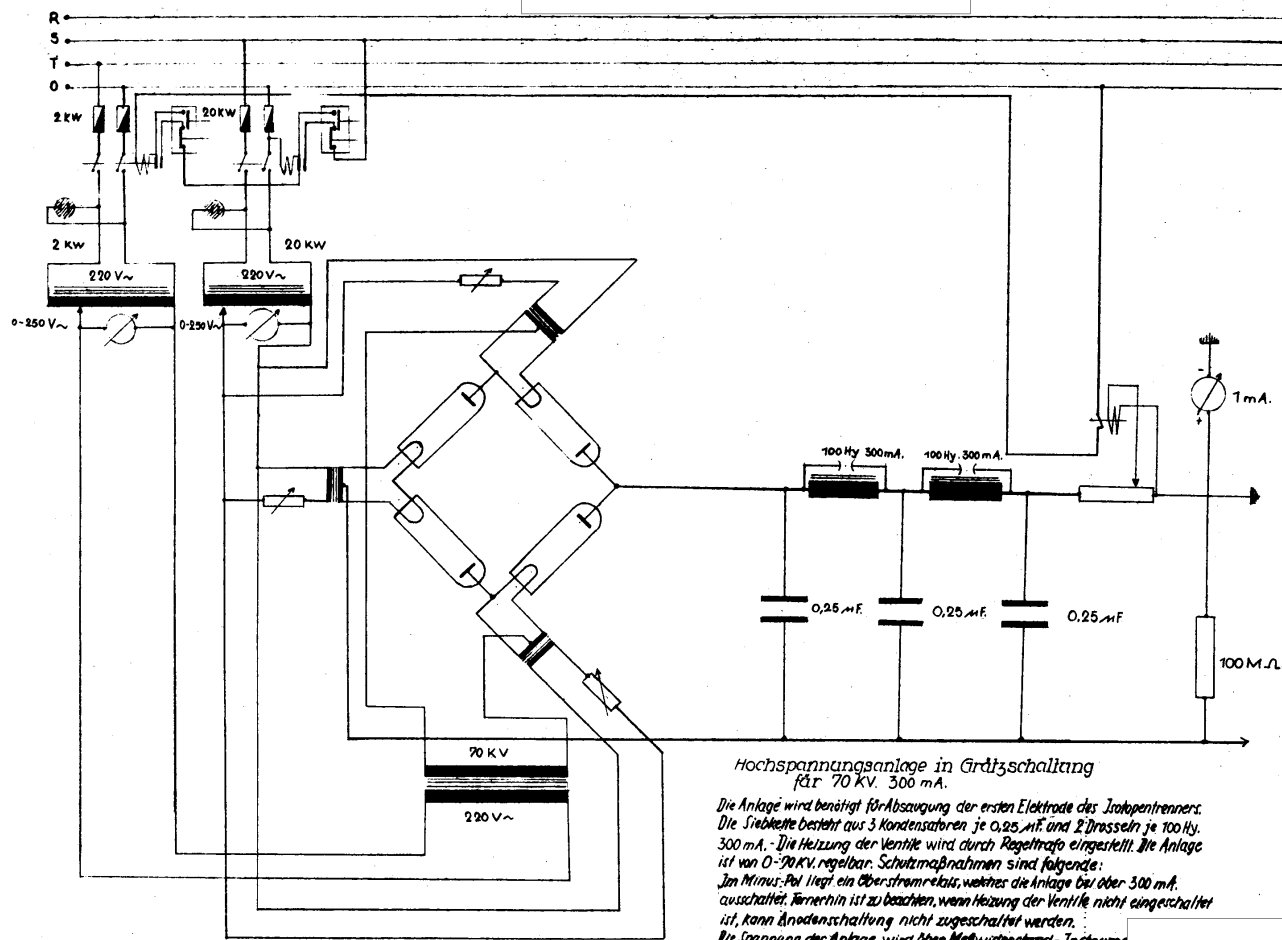 R
S
T
O
2 KW
20 KW
2 KW
20 KW
220 V~
220 V~
0-250 V~
0-250 V~
1 mA.
-
+
100 Hy 300 mA.
100 Hy. 300 mA.
0,25 µF.
0,25 µF.
0,25 µF
100 M Ω
70 KV
220 V~
Hochspannungsanlage in Grätzschaltung
für 70 KV. 300 mA.
Die Anlage wird benötigt für Absaugung der ersten Elektrode des Isotopentrenners.
Die Siebkette besteht aus 3 Kondensatoren je 0,25 µF. und 2 Drosseln je 100 Hy.
300 mA. - Die Heizung der Ventile wird durch Regeltrafo eingestellt. Die Anlage
ist von 0-70 KV. regelbar. Schutzmaßnahmen sind folgende:
Im Minus-Pol liegt ein Überstromrelais, welches die Anlage bei über 300 mA.
ausschaltet. Fernerhin ist zu beachten, wenn Heizung der Ventile nicht eingeschaltet
ist, kann Anodenschaltung nicht zugeschaltet werden.
Die Spannung der Anlage wird über